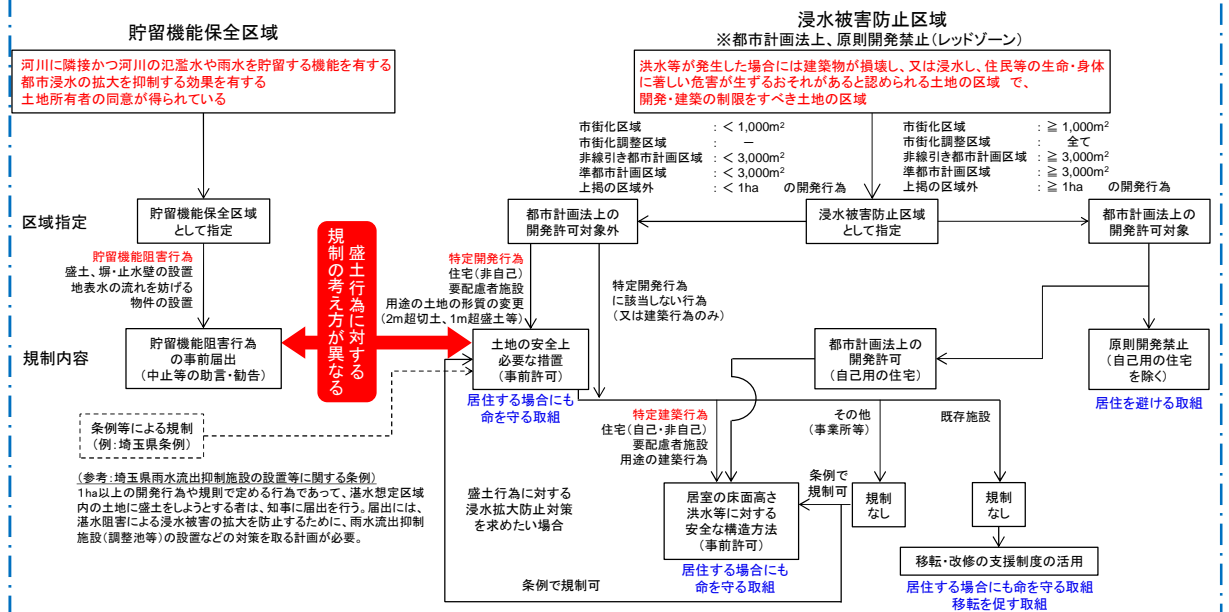 貯留機能保全区域
河川に隣接かつ河川の氾濫水や雨水を貯留する機能を有する
都市浸水の拡大を抑制する効果を有する
土地所有者の同意が得られている
浸水被害防止区域
※都市計画法上、原則開発禁止(レッドゾーン)
洪水等が発生した場合には建築物が損壊し、又は浸水し、住民等の生命・身体
に著しい危害が生ずるおそれがあると認められる土地の区域 で、
開発・建築の制限をすべき土地の区域
市街化区域 :<1,000m²
市街化調整区域 : ―
非線引き都市計画区域 :<3,000m²
準都市計画区域 :<3,000m²
上掲の区域外 :<1ha の開発行為
市街化区域 :≧1,000m²
市街化調整区域 : 全て
非線引き都市計画区域 :≧3,000m²
準都市計画区域 :≧3,000m²
上掲の区域外 :≧1ha の開発行為
区域指定
貯留機能保全区域
として指定
都市計画法上の
開発許可対象外
浸水被害防止区域
として指定
都市計画法上の
開発許可対象
貯留機能阻害行為
盛土、塀・止水壁の設置
地表水の流れを妨げる
物件の設置
盛土行為に対する
規制の考え方が異なる
特定開発行為
住宅(非自己)
要配慮者施設
用途の土地の形質の変更
(2m超切土、1m超盛土等)
特定開発行為
に該当しない行為
(又は建築行為のみ)
規制内容
貯留機能阻害行為
の事前届出
(中止等の助言・勧告)
土地の安全上
必要な措置
(事前許可)
居住する場合にも
命を守る取組
都市計画法上の
開発許可
(自己用の住宅)
原則開発禁止
(自己用の住宅
を除く)
居住を避ける取組
条例等による規制
(例:埼玉県条例)
特定建築行為
住宅(自己・非自己)
要配慮者施設
用途の建築行為
その他
(事業所等)
既存施設
条例で
規制可
(参考:埼玉県雨水流出抑制施設の設置等に関する条例)
1ha以上の開発行為や規則で定める行為であって、湛水想定区域
内の土地に盛土をしようとする者は、知事に届出を行う。届出には、
湛水阻害による浸水被害の拡大を防止するために、雨水流出抑制
施設(調整池等)の設置などの対策を取る計画が必要。
盛土行為に対する
浸水拡大防止対策
を求めたい場合
居室の床面高さ
洪水等に対する
安全な構造方法
(事前許可)
居住する場合にも
命を守る取組
規制
なし
規制
なし
移転・改修の支援制度の活用
居住する場合にも命を守る取組
移転を促す取組
条例で規制可